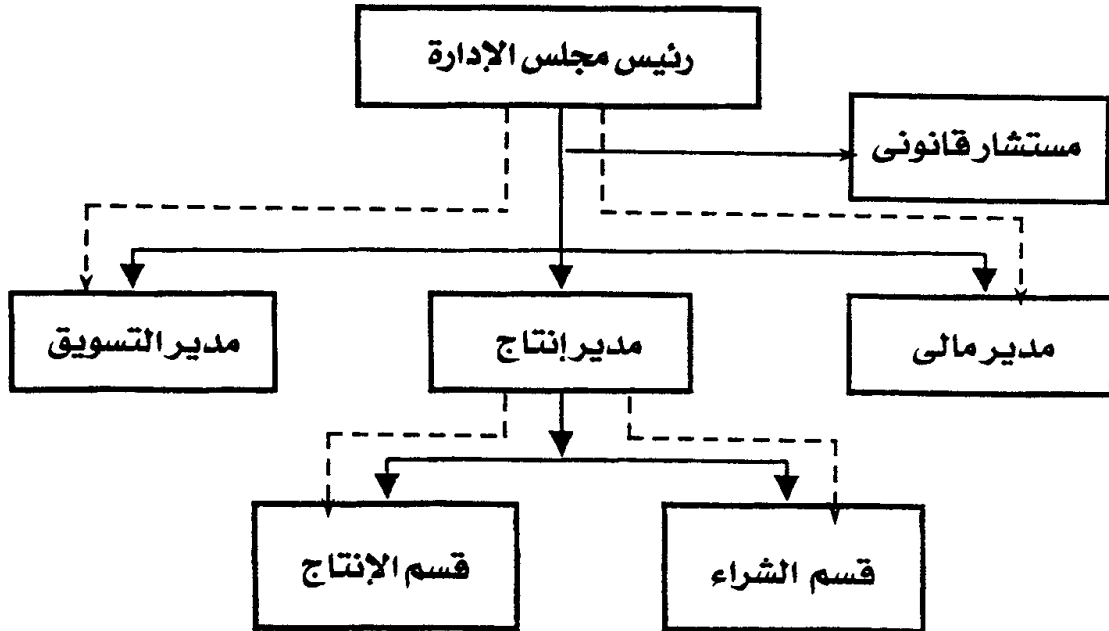 رئيس مجلس الإدارة
مستشار قانونى
مدير مالى
مدير إنتاج
مدير التسويق
قسم الشراء
قسم الإنتاج